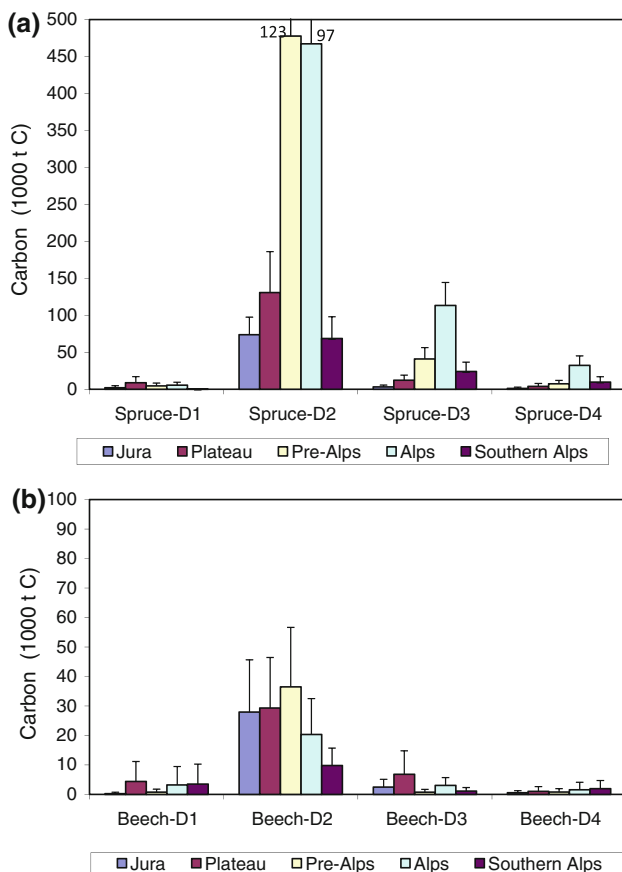 (a)
500
450
400
350
300
250
200
150
100
50
0
Carbon (1000 t C)
123 97
Spruce-D1 Spruce-D2 Spruce-D3 Spruce-D4
Jura Plateau Pre-Alps Alps Southern Alps
(b)
100
90
80
70
60
50
40
30
20
10
0
Carbon (1000 t C)
Beech-D1 Beech-D2 Beech-D3 Beech-D4
Jura Plateau Pre-Alps Alps Southern Alps